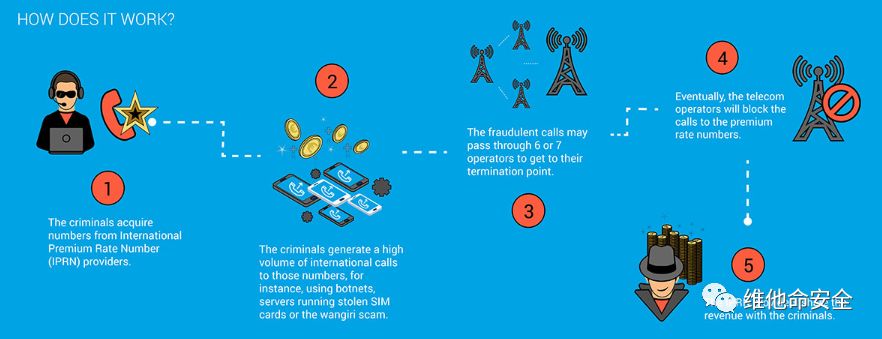 HOW DOES IT WORK?
1
The criminals acquire
numbers from International
Premium Rate Number
(IPRN) providers.
2
The criminals generate a high
volume of international calls
to those numbers, for
instance, using botnets,
servers running stolen SIM
cards or the wangiri scam.
The fraudulent calls may
pass through 6 or 7
operators to get to their
termination point.
3
4
Eventually, the telecom
operators will block the
calls to the premium
rate numbers.
5
维他命安全
revenue with the criminals.